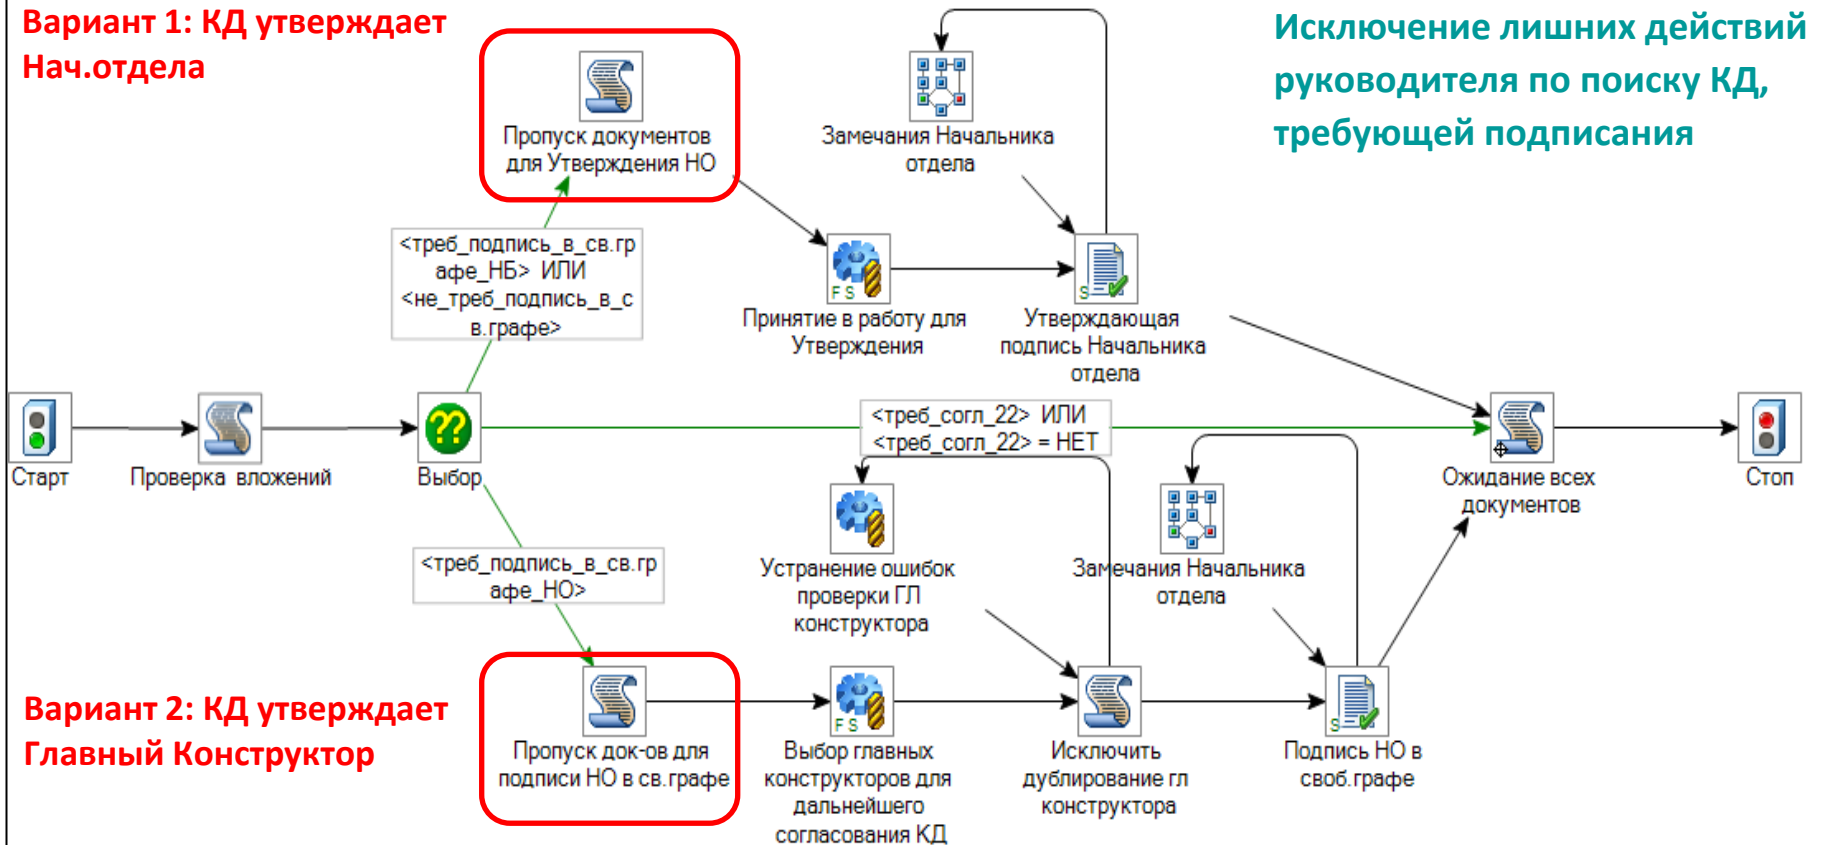 Вариант 1: КД утверждает
Нач.отдела
Исключение лишних действий
руководителя по поиску КД,
требующей подписания
Пропуск документов
для Утверждения НО
Замечания Начальника
отдела
<треб_подпись_в_св.гр
афе_НБ> ИЛИ
<не_треб_подпись_в_с
в.графе>
F S
Принятие в работу для
Утверждения
S
Утверждающая
подпись Начальника
отдела
Старт
Проверка вложений
??
Выбор
<треб_согл_22> ИЛИ
<треб_согл_22> = НЕТ
Ожидание всех
документов
Стоп
<треб_подпись_в_св.гр
афе_НО>
Устранение ошибок
проверки ГЛ
конструктора
Замечания Начальника
отдела
Вариант 2: КД утверждает
Главный Конструктор
Пропуск док-ов для
подписи НО в св.графе
F S
Выбор главных
конструкторов для
дальнейшего
согласования КД
Исключить
дублирование гл
конструктора
S
Подпись НО в
своб.графе